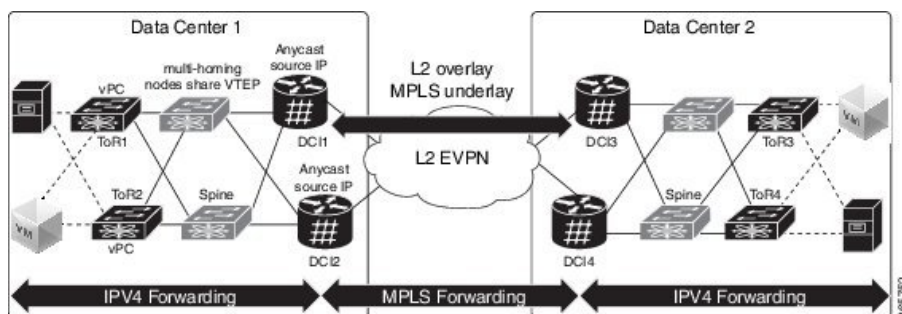 Data Center 1
Data Center 2
Anycast
source IP
multi-homing
nodes share VTEP
vPC
L2 overlay
MPLS underlay
VM
ToR1
DCI1
DCI3
ToR3
L2 EVPN
Anycast
source IP
ToR2
Spine
Spine
ToR4
VM
vPC
DCI2
DCI4
IPV4 Forwarding
MPLS Forwarding
IPV4 Forwarding